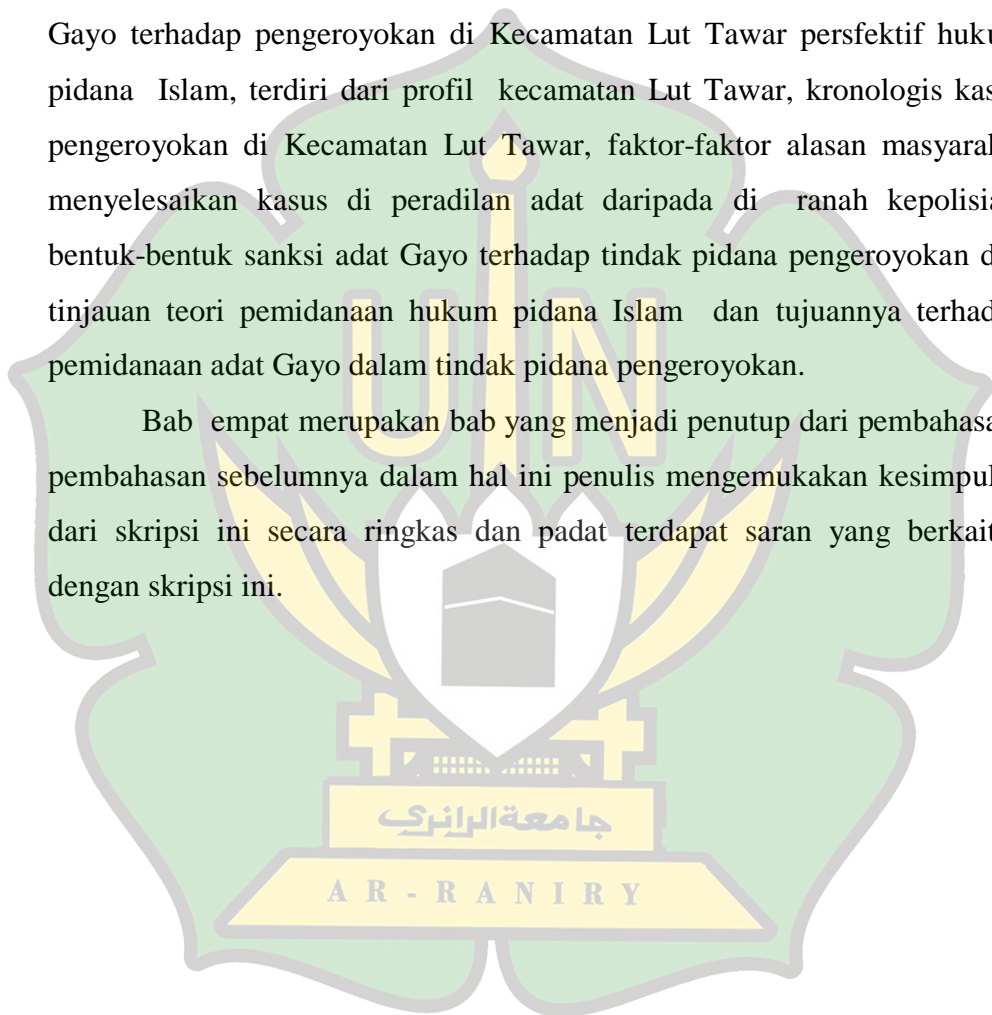 Gayo terhadap pengeroyokan di Kecamatan Lut Tawar persfektif huku
pidana Islam, terdiri dari profil kecamatan Lut Tawar, kronologis kas
pengeroyokan di Kecamatan Lut Tawar, faktor-faktor alasan masyaral
menyelesaikan kasus di peradilan adat daripada di ranah kepolisia
bentuk-bentuk sanksi adat Gayo terhadap tindak pidana pengeroyokan d
tinjauan teori pemidanaan hukum pidana Islam dan tujuannya terhad
pemidanaan adat Gayo dalam tindak pidana pengeroyokan.
Bab empat merupakan bab yang menjadi penutup dari pembahasa
pembahasan sebelumnya dalam hal ini penulis mengemukakan kesimpul
dari skripsi ini secara ringkas dan padat terdapat saran yang berkait
dengan skripsi ini.
UIN
جامعة الرانري
AR-RANIRY